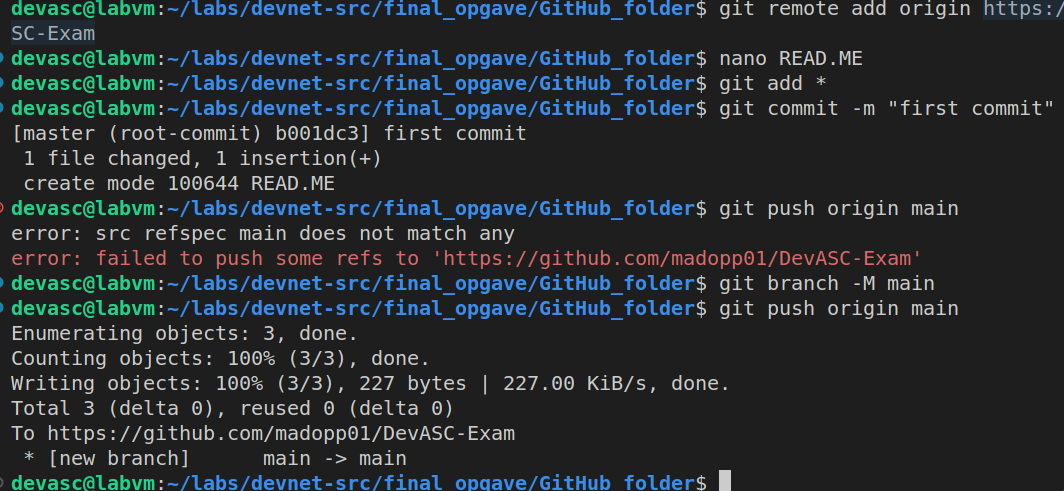 devasc@labvm:~/labs/devnet-src/final_opgave/GitHub_folder$ git remote add origin https:/
SC-Exam
devasc@labvm:~/labs/devnet-src/final_opgave/GitHub_folder$ nano READ.ME
devasc@labvm:~/labs/devnet-src/final_opgave/GitHub_folder$ git add *
devasc@labvm:~/labs/devnet-src/final_opgave/GitHub_folder$ git commit -m "first commit"
[master (root-commit) b001dc3] first commit
 1 file changed, 1 insertion(+)
 create mode 100644 READ.ME
devasc@labvm:~/labs/devnet-src/final_opgave/GitHub_folder$ git push origin main
error: src refspec main does not match any
error: failed to push some refs to 'https://github.com/madopp01/DevASC-Exam'
devasc@labvm:~/labs/devnet-src/final_opgave/GitHub_folder$ git branch -M main
devasc@labvm:~/labs/devnet-src/final_opgave/GitHub_folder$ git push origin main
Enumerating objects: 3, done.
Counting objects: 100% (3/3), done.
Writing objects: 100% (3/3), 227 bytes | 227.00 KiB/s, done.
Total 3 (delta 0), reused 0 (delta 0)
To https://github.com/madopp01/DevASC-Exam
 * [new branch]      main -> main
devasc@labvm:~/labs/devnet-src/final_opgave/GitHub_folder$